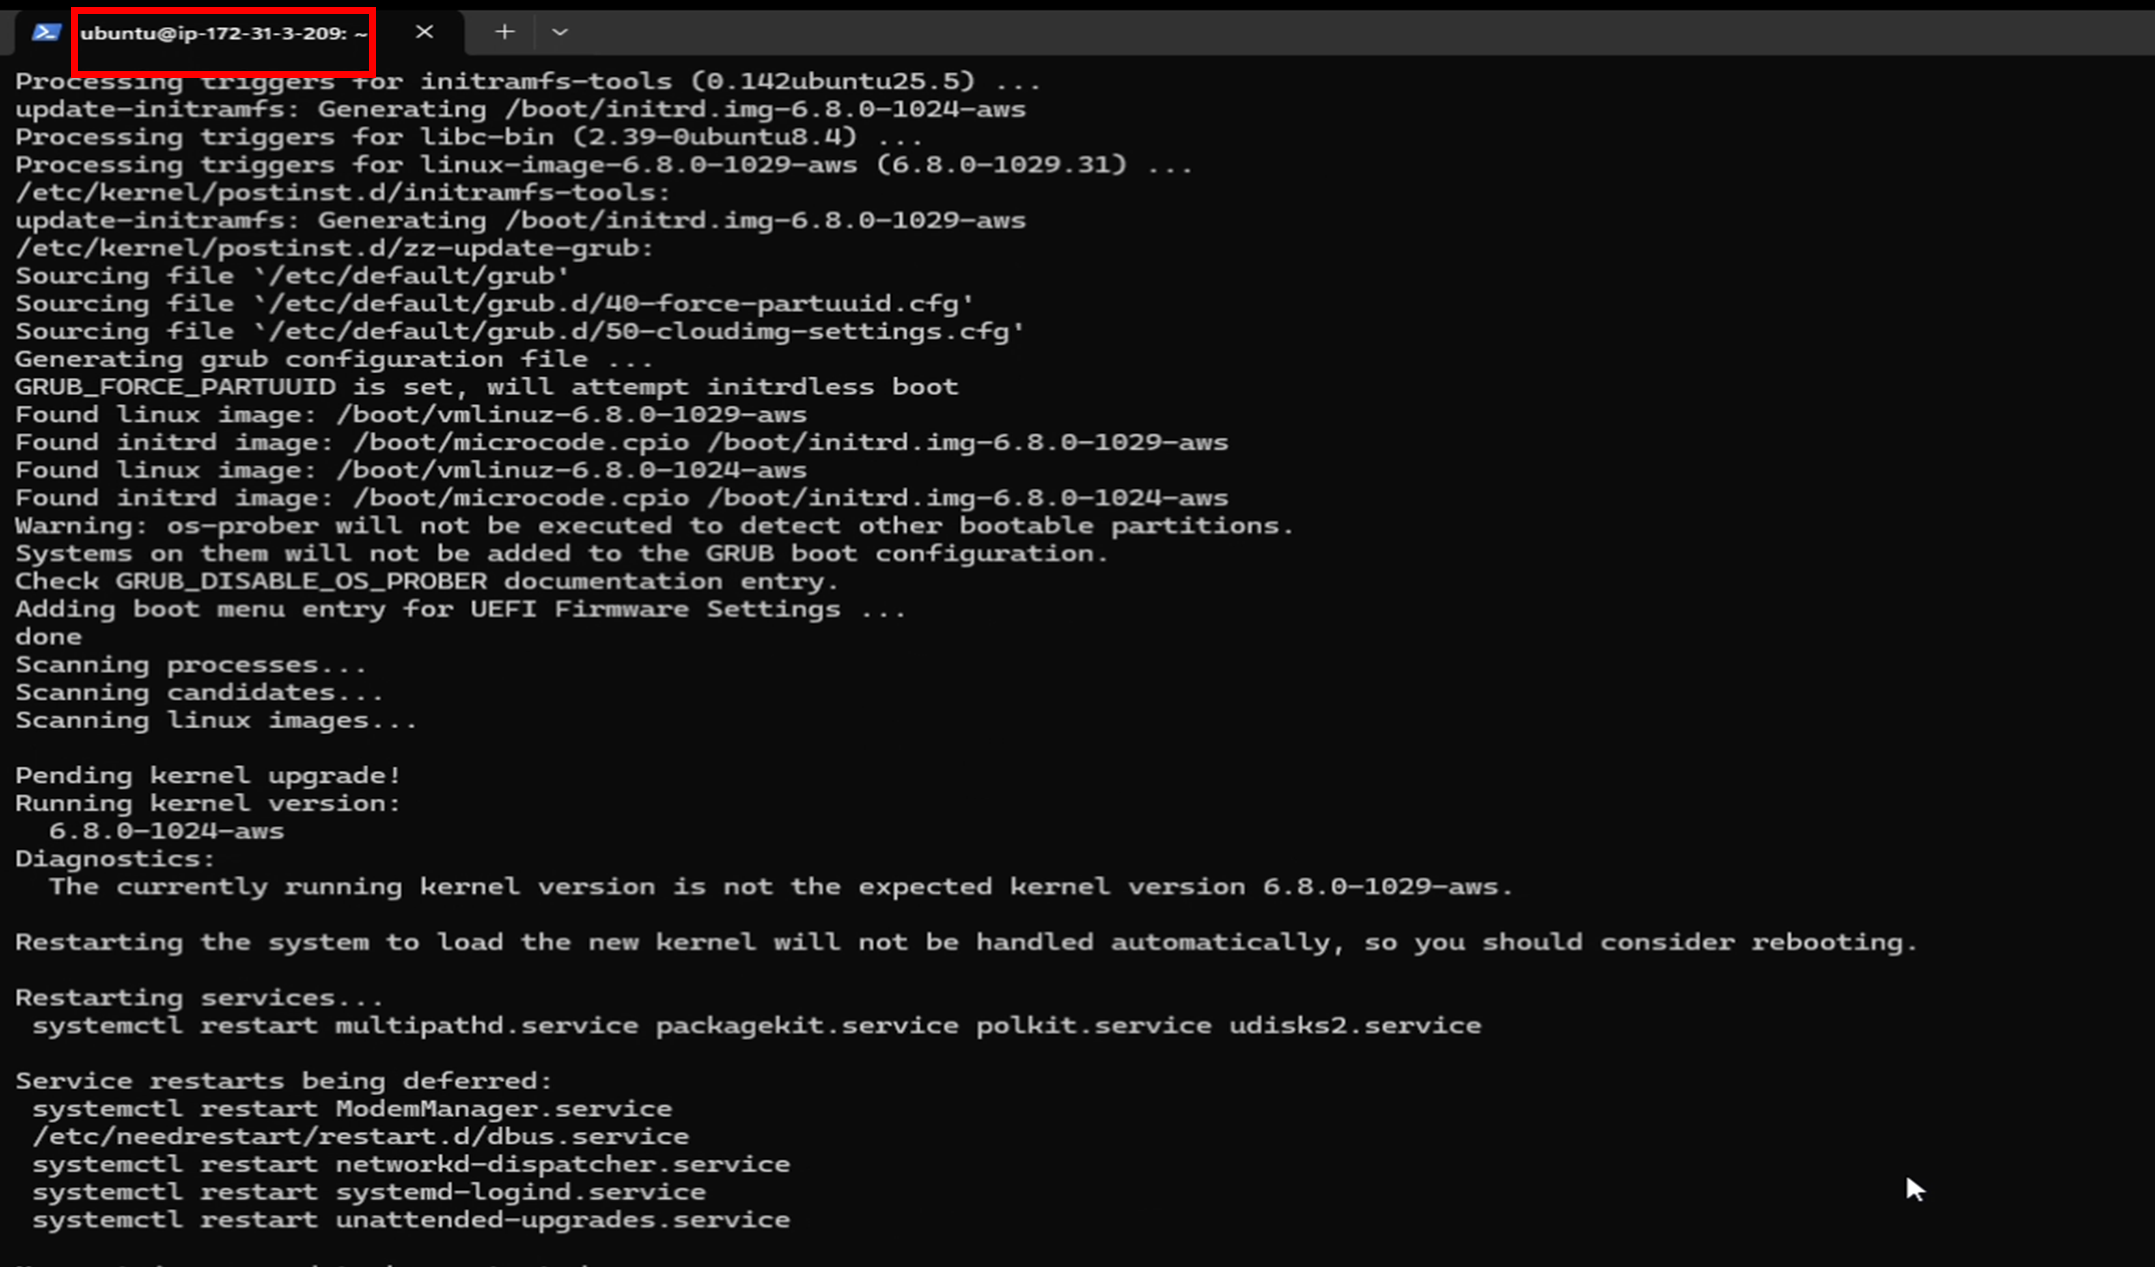 ubuntu@ip-172-31-3-209: ~
Processing triggers for initramfs-tools (0.142ubuntu25.5) ...
update-initramfs: Generating /boot/initrd.img-6.8.0-1024-aws
Processing triggers for libc-bin (2.39-0ubuntu8.4) ...
Processing triggers for linux-image-6.8.0-1029-aws (6.8.0-1029.31) ...
/etc/kernel/postinst.d/initramfs-tools:
update-initramfs: Generating /boot/initrd.img-6.8.0-1029-aws
/etc/kernel/postinst.d/zz-update-grub:
Sourcing file `/etc/default/grub'
Sourcing file `/etc/default/grub.d/40-force-partuuid.cfg'
Sourcing file `/etc/default/grub.d/50-cloudimg-settings.cfg'
Generating grub configuration file ...
GRUB_FORCE_PARTUUID is set, will attempt initrdless boot
Found linux image: /boot/vmlinuz-6.8.0-1029-aws
Found initrd image: /boot/microcode.cpio /boot/initrd.img-6.8.0-1029-aws
Found linux image: /boot/vmlinuz-6.8.0-1024-aws
Found initrd image: /boot/microcode.cpio /boot/initrd.img-6.8.0-1024-aws
Warning: os-prober will not be executed to detect other bootable partitions.
Systems on them will not be added to the GRUB boot configuration.
Check GRUB_DISABLE_OS_PROBER documentation entry.
Adding boot menu entry for UEFI Firmware Settings ...
done
Scanning processes...
Scanning candidates...
Scanning linux images...
Pending kernel upgrade!
Running kernel version:
6.8.0-1024-aws
Diagnostics:
The currently running kernel version is not the expected kernel version 6.8.0-1029-aws.
Restarting the system to load the new kernel will not be handled automatically, so you should consider rebooting.
Restarting services...
systemctl restart multipathd.service packagekit.service polkit.service udisks2.service
Service restarts being deferred:
systemctl restart ModemManager.service
/etc/needrestart/restart.d/dbus.service
systemctl restart networkd-dispatcher.service
systemctl restart systemd-logind.service
systemctl restart unattended-upgrades.service